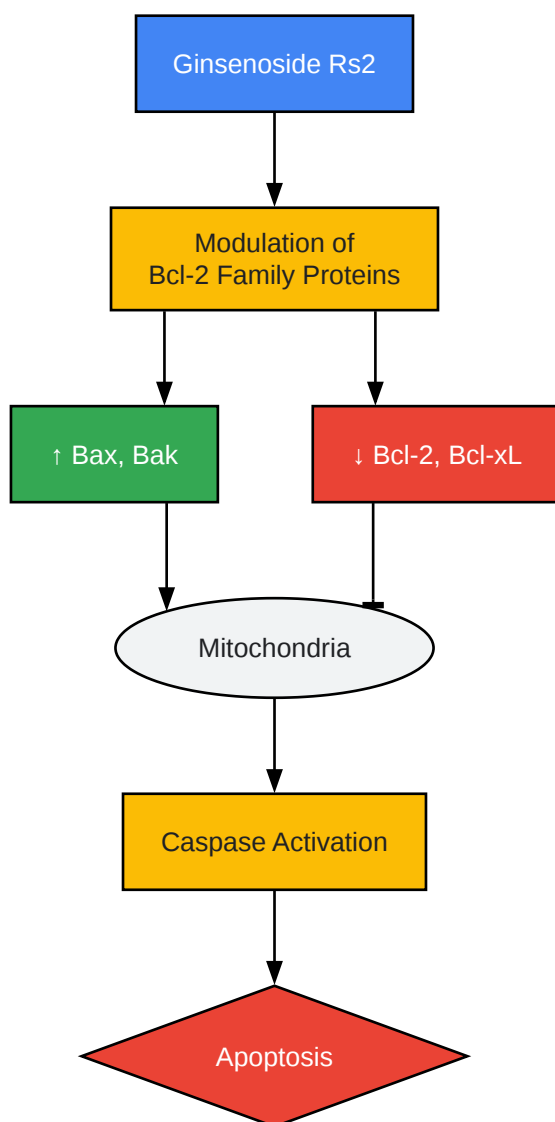 Ginsenoside Rs2
Modulation of
Bcl-2 Family Proteins
↑ Bax, Bak
↓ Bcl-2, Bcl-xL
Mitochondria
Caspase Activation
Apoptosis